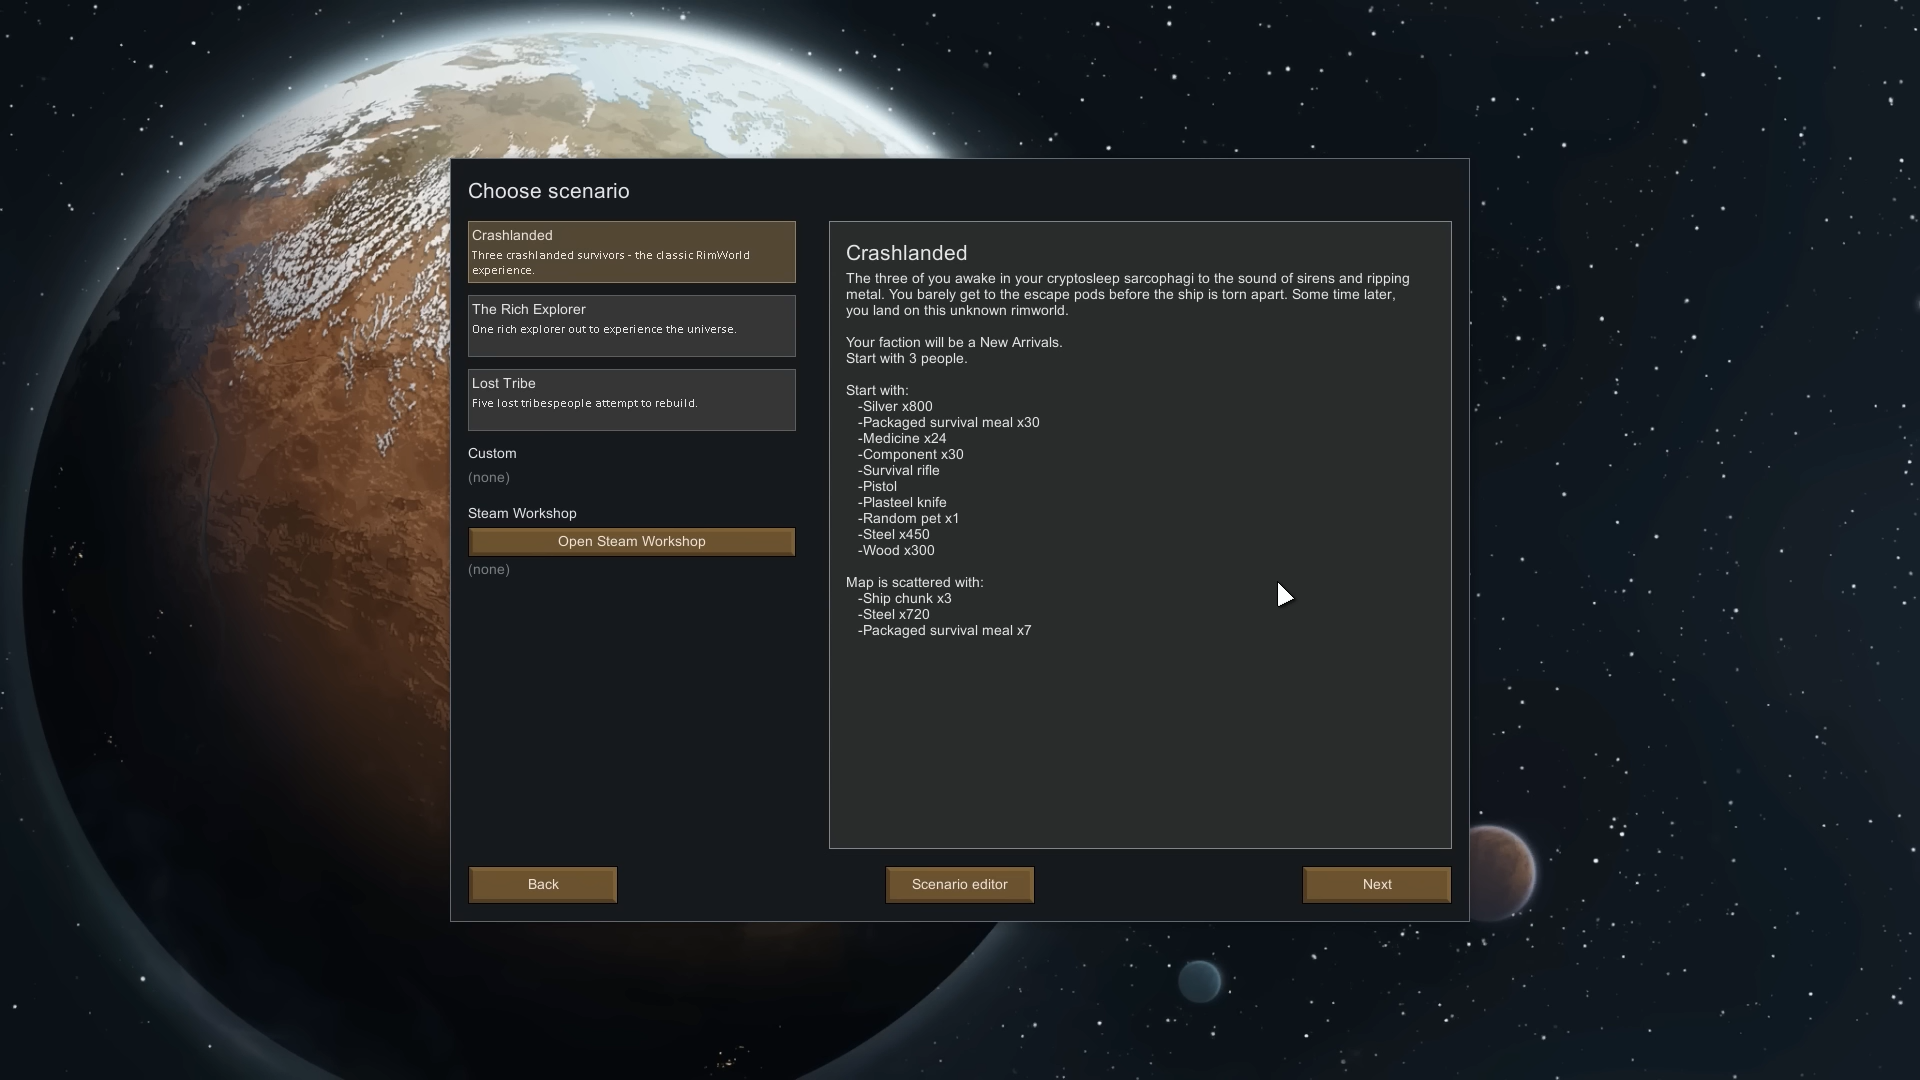 Choose scenario
Crashlanded
Three crashlanded survivors - the classic RimWorld
experience.
The Rich Explorer
One rich explorer out to experience the universe.
Lost Tribe
Five lost tribespeople attempt to rebuild.
Custom
(none)
Steam Workshop
Open Steam Workshop
(none)
Crashlanded
The three of you awake in your cryptosleep sarcophagi to the sound of sirens and ripping
metal. You barely get to the escape pods before the ship is torn apart. Some time later,
you land on this unknown rimworld.
Your faction will be a New Arrivals.
Start with 3 people.
Start with:
-Silver x800
-Packaged survival meal x30
-Medicine x24
-Component x30
-Survival rifle
-Pistol
-Plasteel knife
-Random pet x1
-Steel x450
-Wood x300
Map is scattered with:
-Ship chunk x3
-Steel x720
-Packaged survival meal x7
Back
Scenario editor
Next